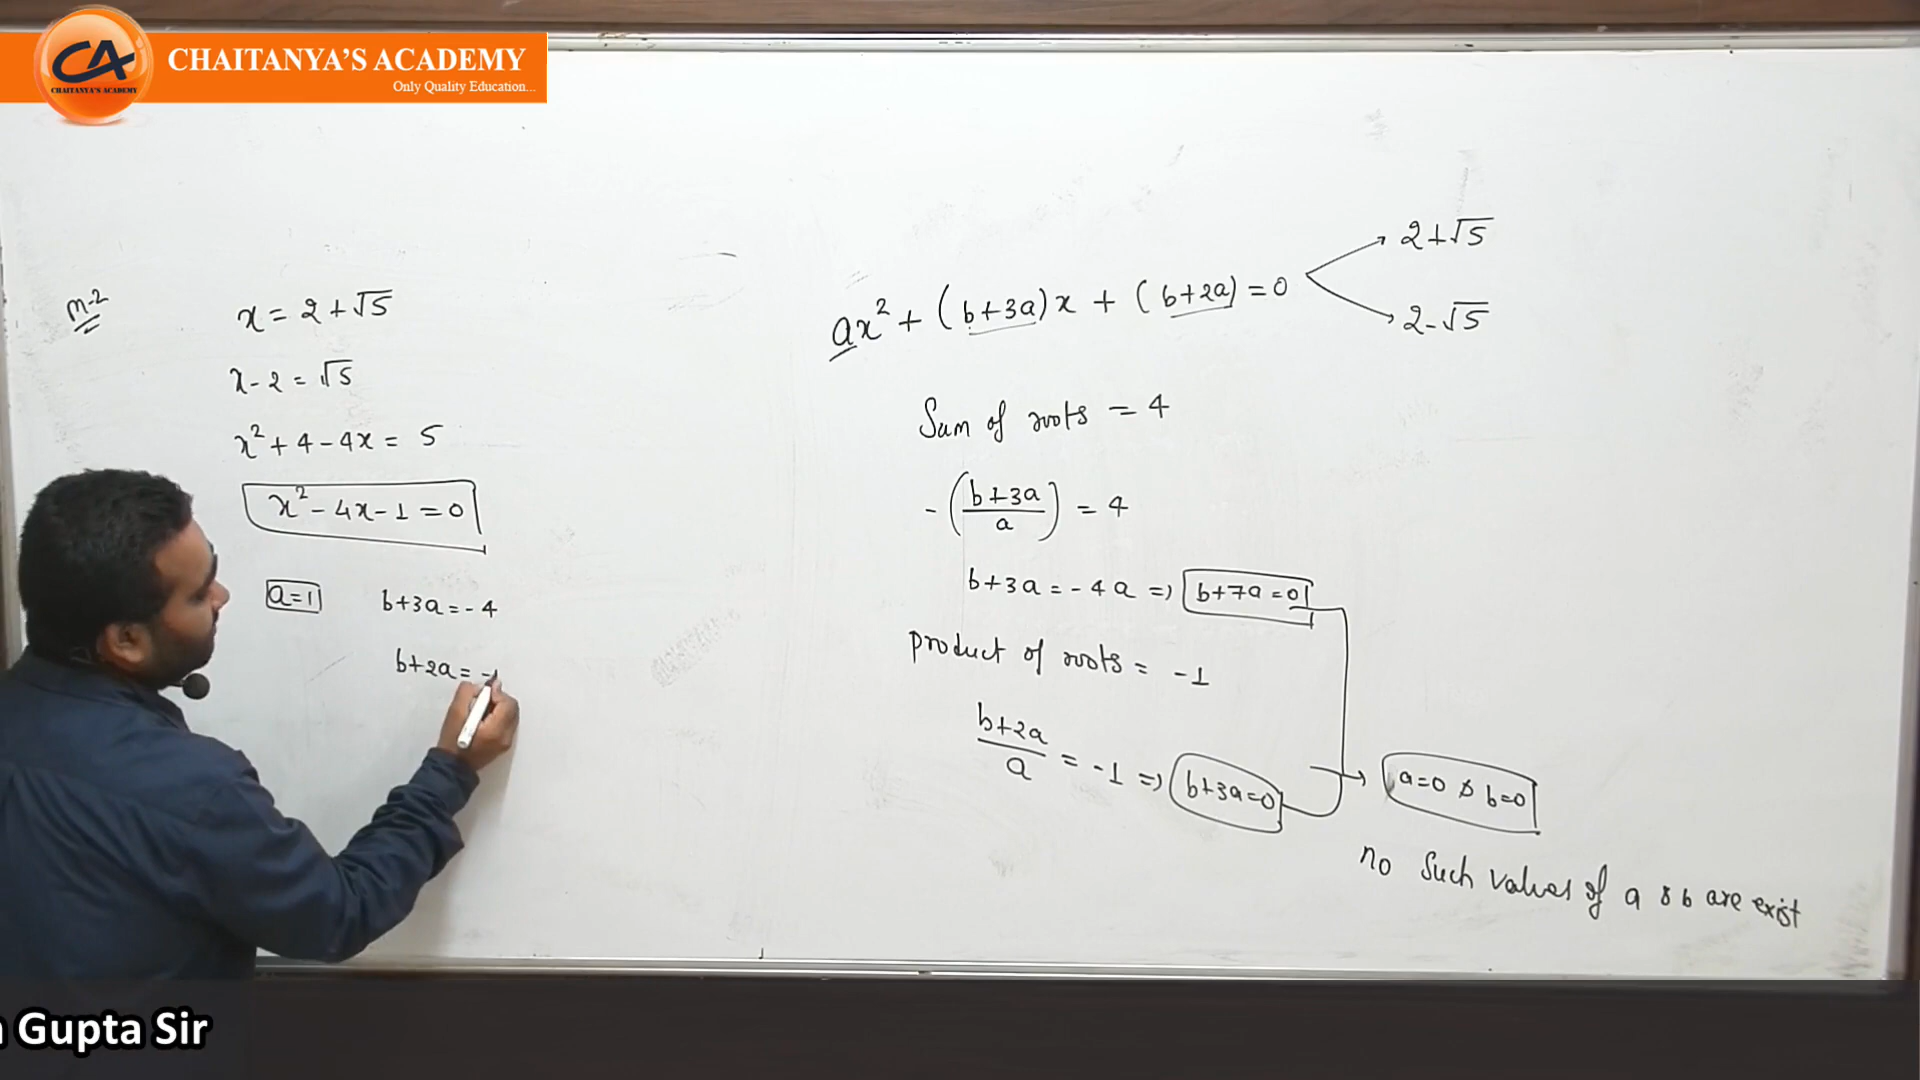 CA
CHAITANYA'S ACADEMY
CHAITANYA'S ACADEMY
Only Quality Education...
M-2
x = 2 + √5
x - 2 = √5
x² + 4 - 4x = 5
x² - 4x - 1 = 0
a=1 b+3a = -4
b+2a = -1
ax² + (b+3a)x + (b+2a) = 0
2+√5
2-√5
Sum of roots = 4
-(b+3a/a) = 4
b+3a = -4a => b+7a=0
product of roots = -1
b+2a/a = -1 => b+3a=0
a=0 & b=0
no such values of a & b are exist
Gupta Sir